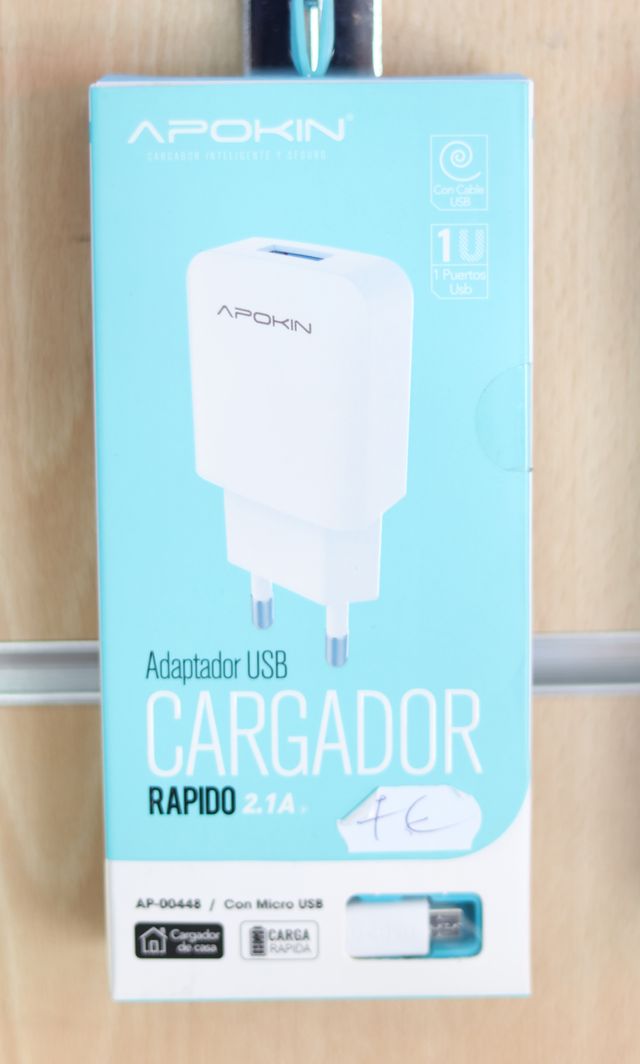 APOKIN®
CARGADOR INTELIGENTE Y SEGURO
Con Cable
USB
1U
1 Puertos
Usb
APOKIN
Adaptador USB
CARGADOR
RAPIDO 2.1A
7€
AP-00448 / Con Micro USB
Cargador
de casa
CARGA
RAPIDA